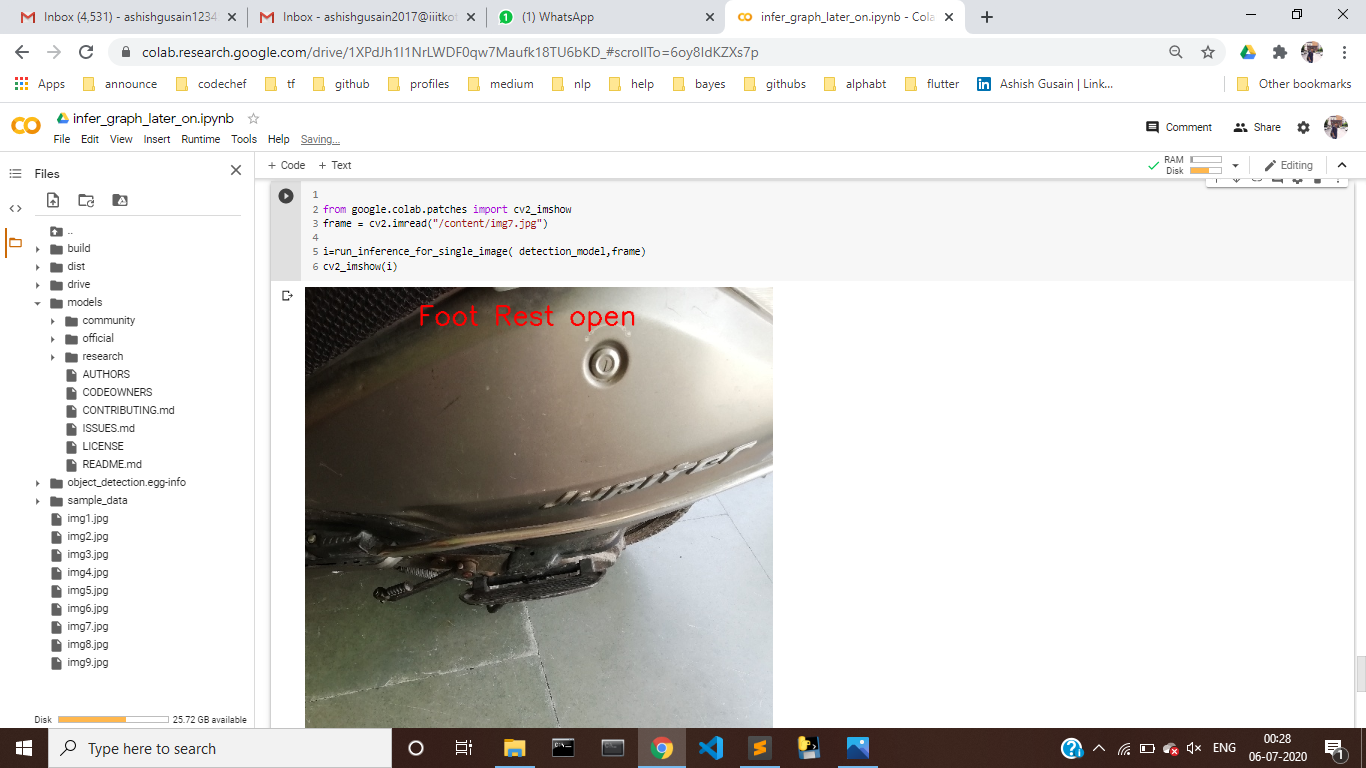 Inbox (4,531) - ashishgusain1234
Inbox - ashishgusain2017@iiitkot
(1) WhatsApp
infer_graph_later_on.ipynb - Cola
colab.research.google.com/drive/1XPdJh1I1NrLWDF0qw7Maufk18TU6bKD_#scrollTo=6oy8IdKZXs7p
Apps announce codechef tf github profiles medium nlp help bayes githubs alphabt flutter Ashish Gusain | Link... Other bookmarks
infer_graph_later_on.ipynb
File Edit View Insert Runtime Tools Help Saving...
Comment Share
Files
+ Code + Text
RAM
Disk
Editing
..
build
dist
drive
models
community
official
research
AUTHORS
CODEOWNERS
CONTRIBUTING.md
ISSUES.md
LICENSE
README.md
object_detection.egg-info
sample_data
img1.jpg
img2.jpg
img3.jpg
img4.jpg
img5.jpg
img6.jpg
img7.jpg
img8.jpg
img9.jpg
Disk 25.72 GB available
1
2 from google.colab.patches import cv2_imshow
3 frame = cv2.imread("/content/img7.jpg")
4
5 i=run_inference_for_single_image( detection_model,frame)
6 cv2_imshow(i)
Foot Rest open
JUPITER
Type here to search
ENG
00:28
06-07-2020
1